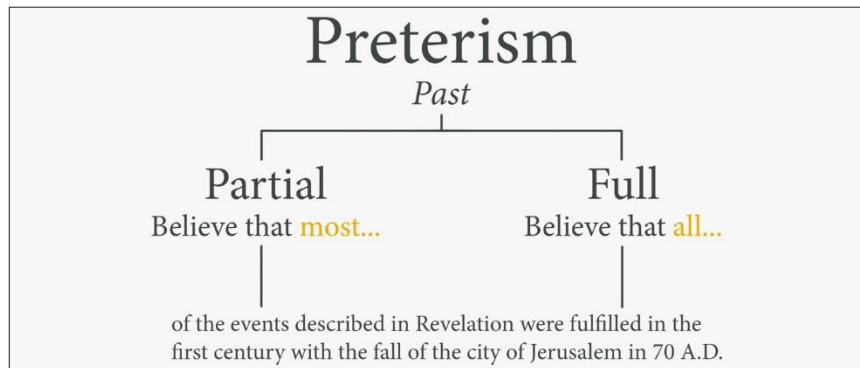 Preterism
Past
Partial
Full
Believe that most...
Believe that all...
of the events described in Revelation were fulfilled in the
first century with the fall of the city of Jerusalem in 70 A.D.